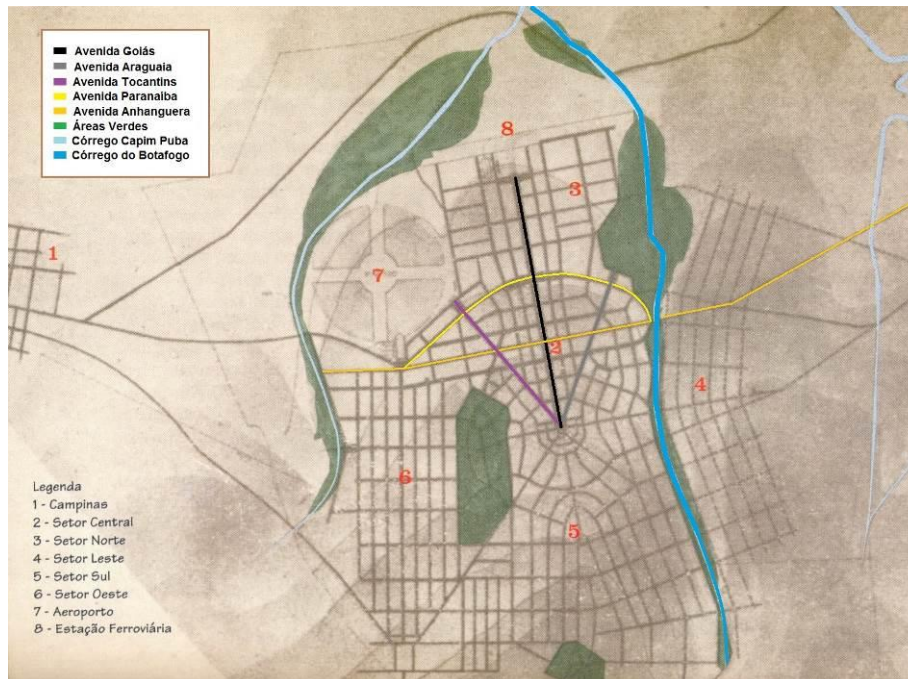 Avenida Goiás
Avenida Araguaia
Avenida Tocantins
Avenida Paranaiba
Avenida Anhanguera
Áreas Verdes
Córrego Capim Puba
Córrego do Botafogo
8
3
1
7
2
4
6
5
Legenda
1 - Campinas
2 - Setor Central
3 - Setor Norte
4 - Setor Leste
5 - Setor Sul
6 - Setor Oeste
7 - Aeroporto
8 - Estação Ferroviária